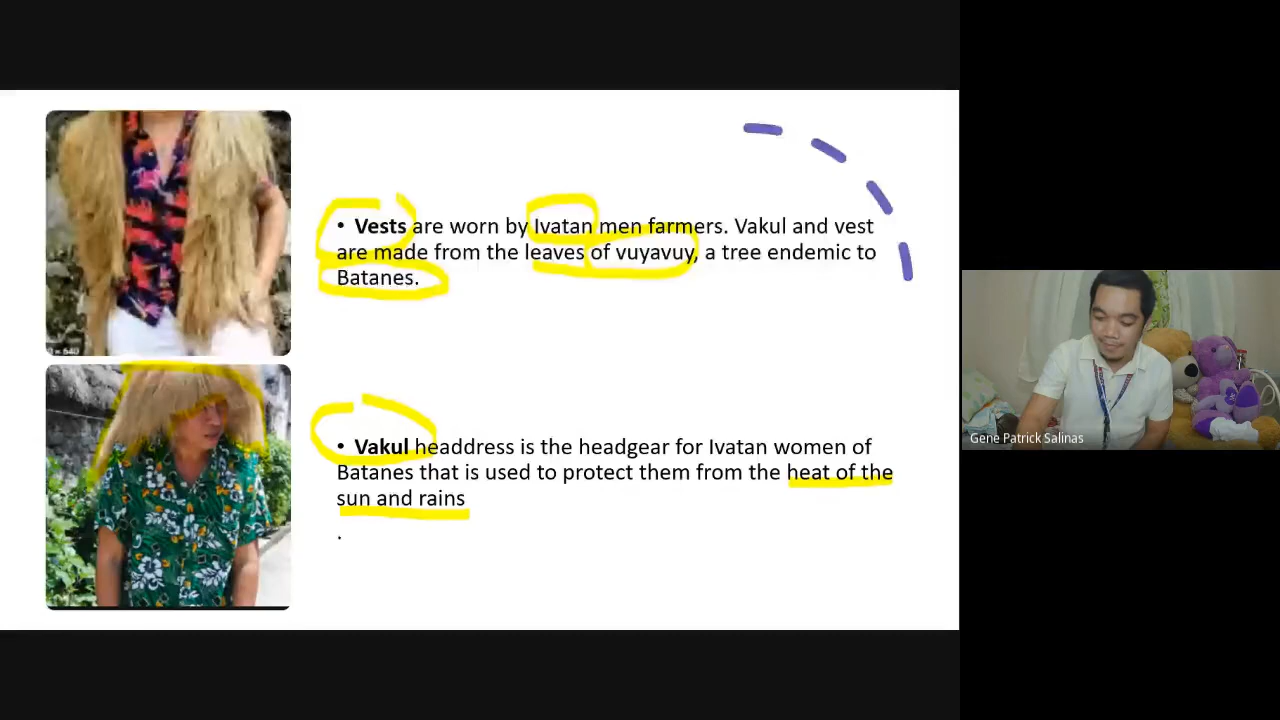 • Vests are worn by Ivatan men farmers. Vakul and vest
are made from the leaves of vuyavuy, a tree endemic to
Batanes.
• Vakul headdress is the headgear for Ivatan women of
Batanes that is used to protect them from the heat of the
sun and rains
.
Gene Patrick Salinas